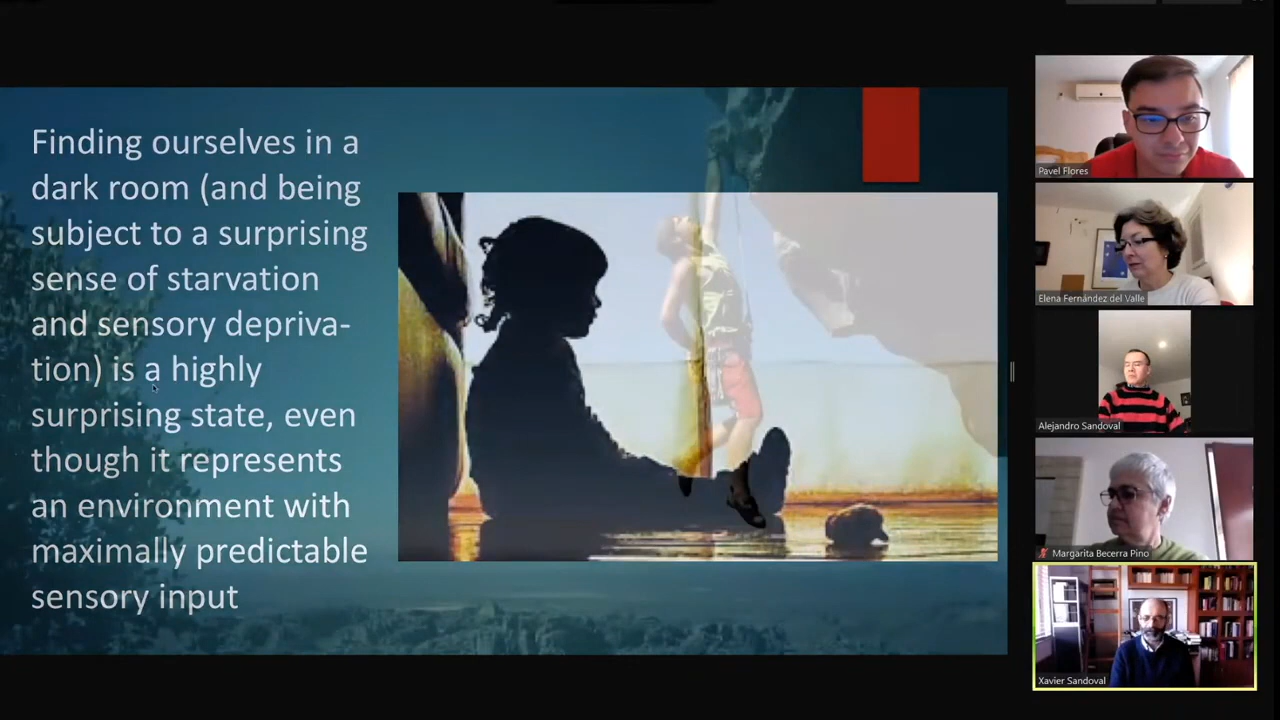 Finding ourselves in a
dark room (and being
subject to a surprising
sense of starvation
and sensory depriva-
tion) is a highly
surprising state, even
though it represents
an environment with
maximally predictable
sensory input
Pavel Flores
Elena Fernández del Valle
Alejandro Sandoval
Margarita Becerra Pino
Xavier Sandoval